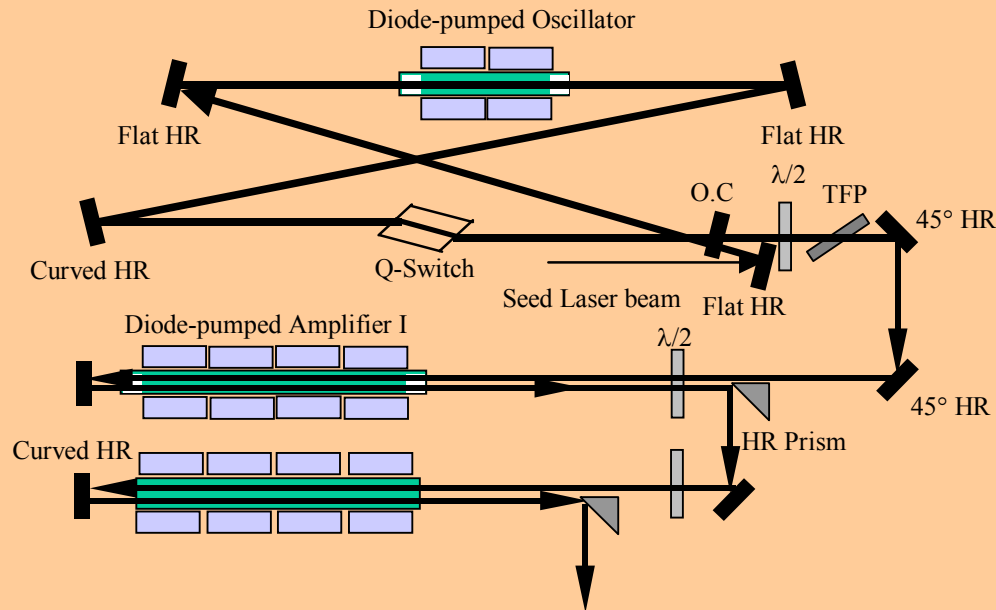 Diode-pumped Oscillator
Flat HR
Flat HR
λ/2
O.C
TFP
45° HR
Curved HR
Q-Switch
Seed Laser beam
Flat HR
Diode-pumped Amplifier I
λ/2
45° HR
HR Prism
Curved HR